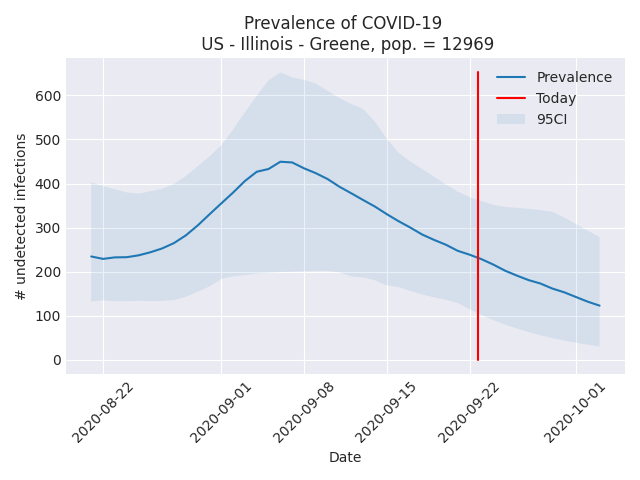 Prevalence of COVID-19
US - Illinois - Greene, pop. = 12969
Prevalence
Today
95CI
# undetected infections
600
500
400
300
200
100
0
2020-08-22
2020-09-01
2020-09-08
2020-09-15
2020-09-22
2020-10-01
Date